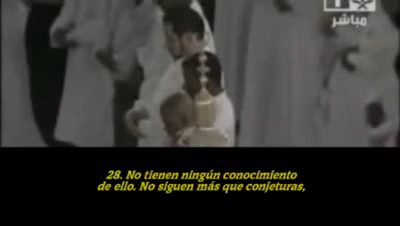 مباشر
28. No tienen ningún conocimiento
de ello. No siguen más que conjeturas,